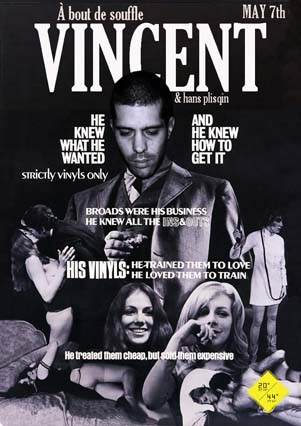 À bout de souffle
MAY 7th
VINCENT
& hans plisqin
HE
KNEW
WHAT HE
WANTED
AND
HE KNEW
HOW TO
GET IT
STRICTLY VINYLS ONLY
BROADS WERE HIS BUSINESS
HE KNEW ALL THE INS&OUTS
HIS VINYLS: HE TRAINED THEM TO LOVE
HE LOVED THEM TO TRAIN
He treated them cheap, but sold them expensive
20"
44"